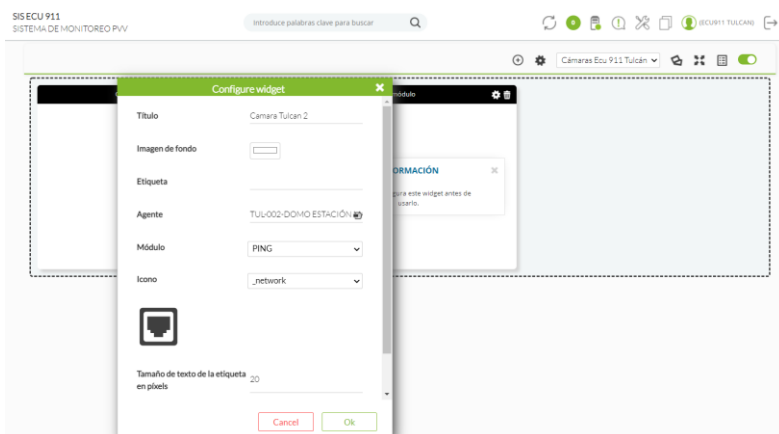 SIS ECU 911
SISTEMA DE MONITOREO PVV
Introduce palabras clave para buscar
0
(ECU911 TULCAN)
Cámaras Ecu 911 Tulcán
Configure widget
módulo
Título
Camara Tulcan 2
Imagen de fondo
Etiqueta
Agente
TUL-002-DOMO ESTACIÓN
Módulo
PING
Icono
_network
Tamaño de texto de la etiqueta en píxels
20
Cancel
Ok
ORMACIÓN
gura este widget antes de
usarlo.